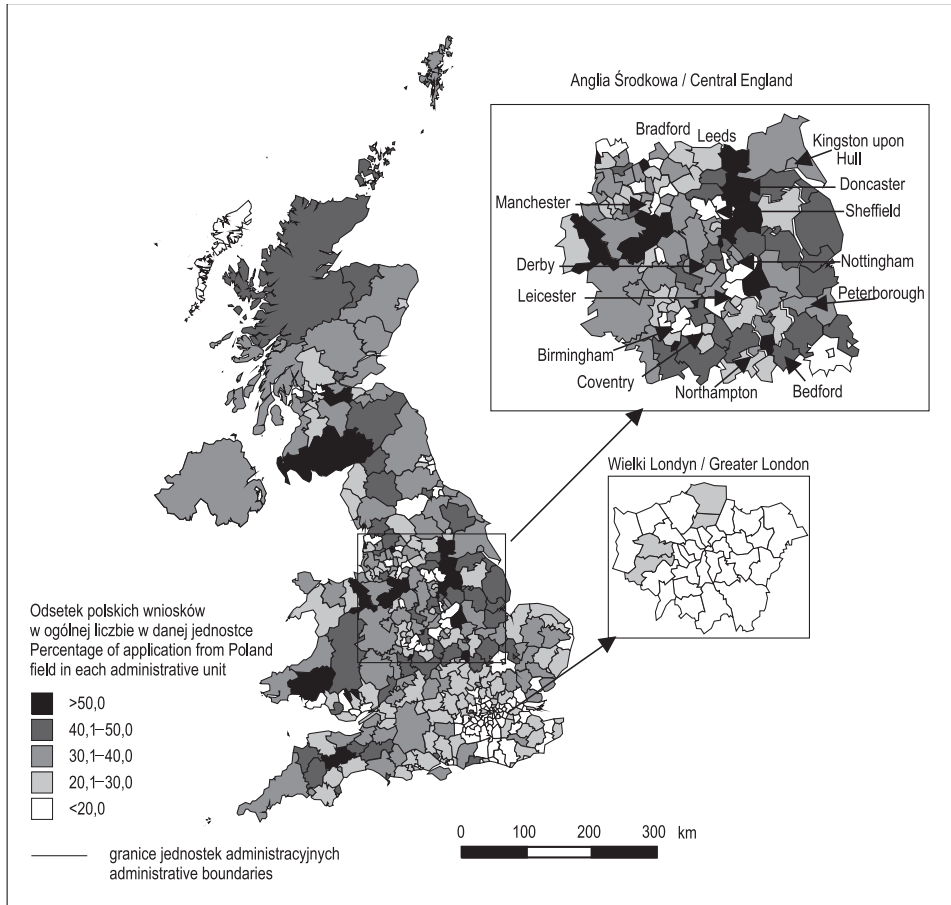 Anglia Środkowa / Central England
Bradford
Leeds
Kingston upon
Hull
Doncaster
Manchester
Sheffield
Derby
Nottingham
Leicester
Peterborough
Birmingham
Coventry
Northampton
Bedford
Wielki Londyn / Greater London
Odsetek polskich wniosków
w ogólnej liczbie w danej jednostce
Percentage of application from Poland
field in each administrative unit
>50,0
40,1–50,0
30,1–40,0
20,1–30,0
<20,0
granice jednostek administracyjnych
administrative boundaries
0 100 200 300 km